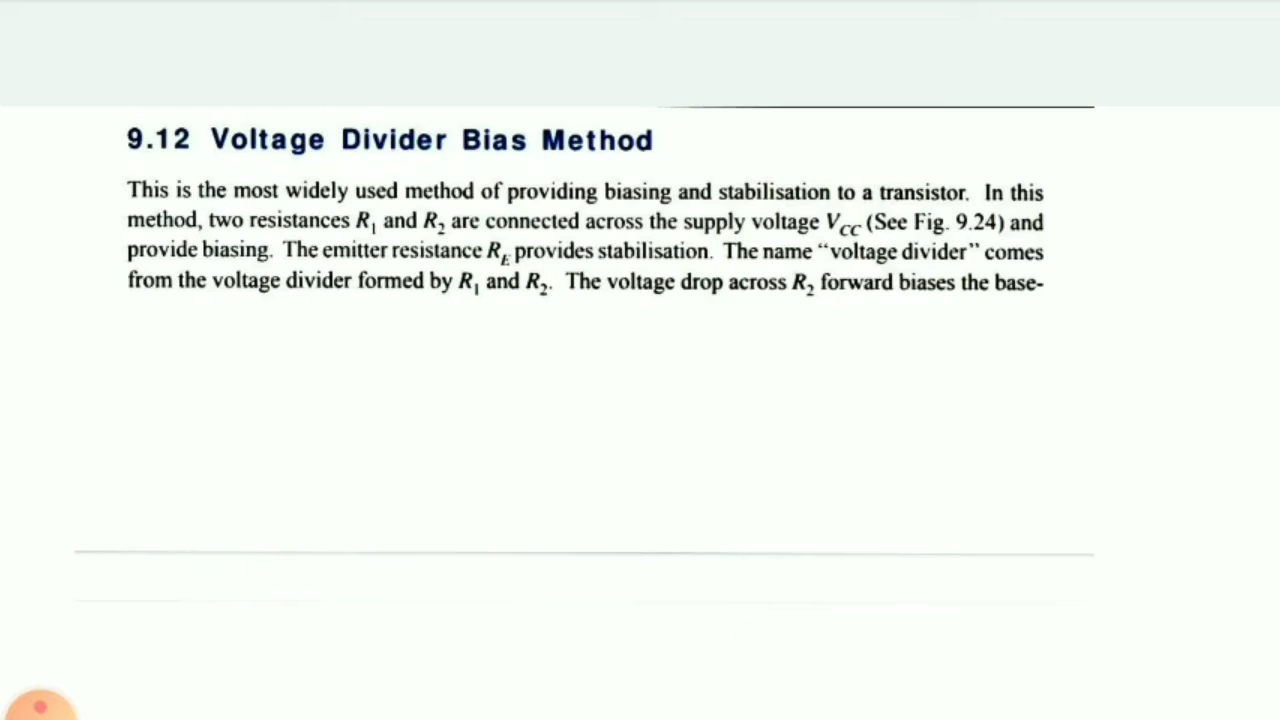 9.12 Voltage Divider Bias Method
This is the most widely used method of providing biasing and stabilisation to a transistor. In this
method, two resistances R₁ and R₂ are connected across the supply voltage V_CC (See Fig. 9.24) and
provide biasing. The emitter resistance R_E provides stabilisation. The name “voltage divider” comes
from the voltage divider formed by R₁ and R₂. The voltage drop across R₂ forward biases the base-